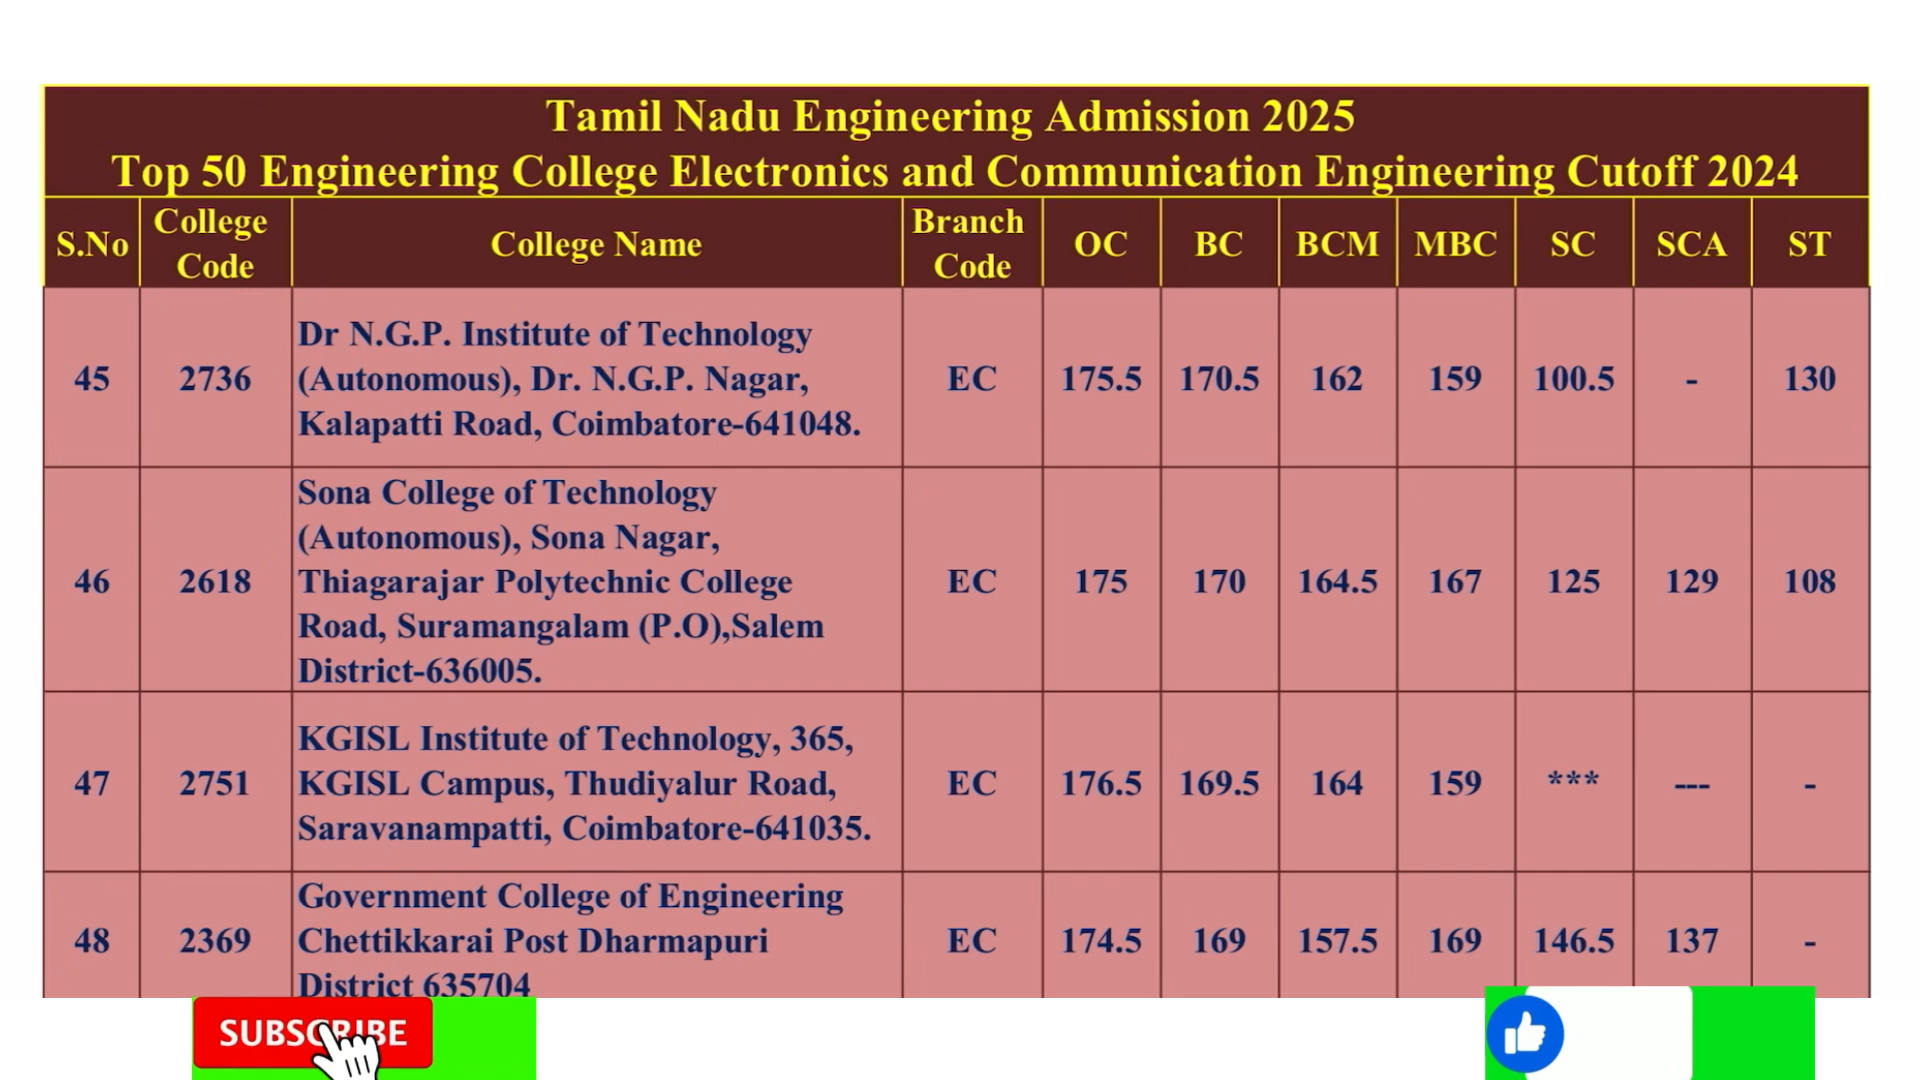 Tamil Nadu Engineering Admission 2025
Top 50 Engineering College Electronics and Communication Engineering Cutoff 2024
S.No College Code College Name Branch Code OC BC BCM MBC SC SCA ST
45 2736 Dr N.G.P. Institute of Technology
(Autonomous), Dr. N.G.P. Nagar,
Kalapatti Road, Coimbatore-641048. EC 175.5 170.5 162 159 100.5 - 130
46 2618 Sona College of Technology
(Autonomous), Sona Nagar,
Thiagarajar Polytechnic College
Road, Suramangalam (P.O),Salem
District-636005. EC 175 170 164.5 167 125 129 108
47 2751 KGISL Institute of Technology, 365,
KGISL Campus, Thudiyalur Road,
Saravanampatti, Coimbatore-641035. EC 176.5 169.5 164 159 *** --- -
48 2369 Government College of Engineering
Chettikkarai Post Dharmapuri
District 635704 EC 174.5 169 157.5 169 146.5 137 -
SUBSCRIBE